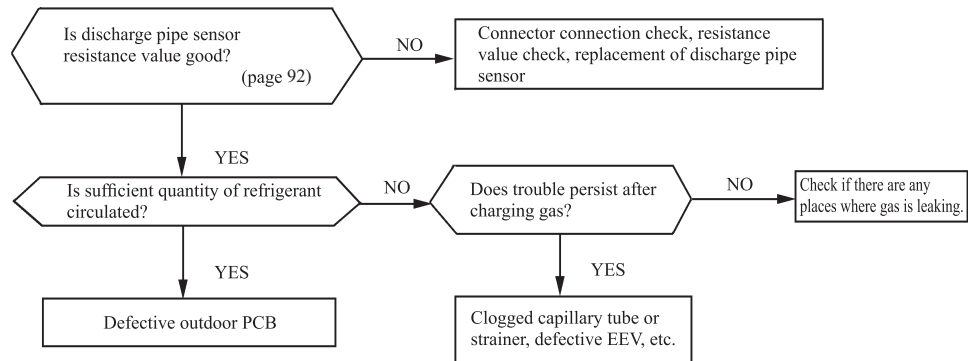 Is discharge pipe sensor
resistance value good?
(page 92)
NO
Connector connection check, resistance
value check, replacement of discharge pipe
sensor
YES
Is sufficient quantity of refrigerant
circulated?
NO
Does trouble persist after
charging gas?
NO
Check if there are any
places where gas is leaking.
YES
YES
Defective outdoor PCB
Clogged capillary tube or
strainer, defective EEV, etc.